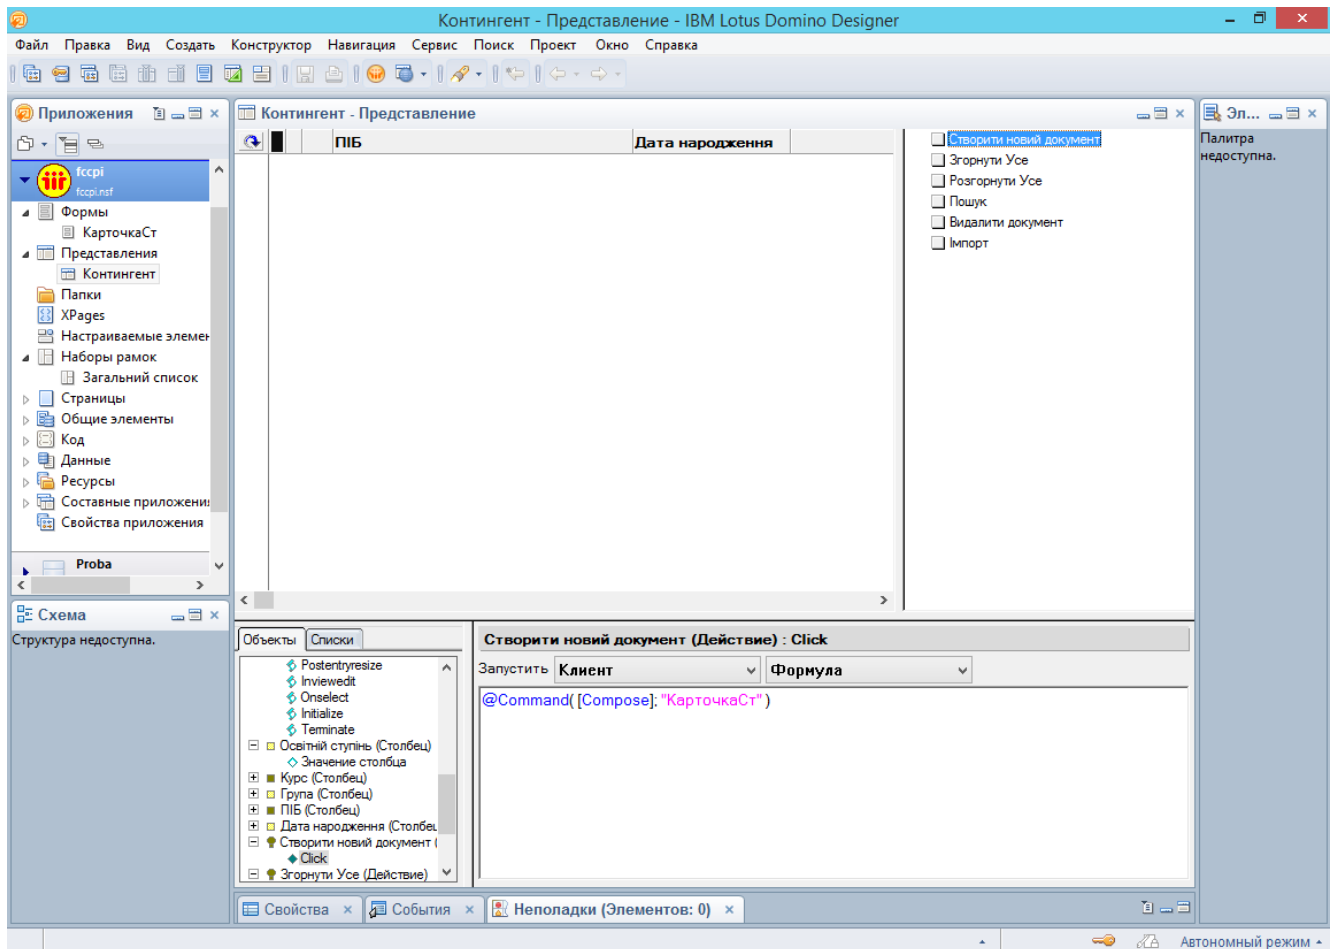 Контингент - Представление - IBM Lotus Domino Designer
Файл Правка Вид Создать Конструктор Навигация Сервис Поиск Проект Окно Справка
Приложения
fccpi
fccpi.nsf
Формы
КарточкаСт
Представления
Контингент
Папки
XPages
Настраиваемые элемен
Наборы рамок
Загальний список
Страницы
Общие элементы
Код
Данные
Ресурсы
Составные приложени
Свойства приложения
Proba
Схема
Структура недоступна.
Контингент - Представление
ПІБ Дата народження
Створити новий документ
Згорнути Усе
Розгорнути Усе
Пошук
Видалити документ
Імпорт
Эл...
Палитра
недоступна.
Объекты Списки
Postentryresize
Inviewedit
Onselect
Initialize
Terminate
Освітній ступінь (Столбец)
Значение столбца
Курс (Столбец)
Група (Столбец)
ПІБ (Столбец)
Дата народження (Столбец
Створити новий документ (
Click
Згорнути Усе (Действие)
Створити новий документ (Действие) : Click
Запустить Клиент Формула
@Command( [Compose]; "КарточкаСт" )
Свойства События Неполадки (Элементов: 0)
Автономный режим